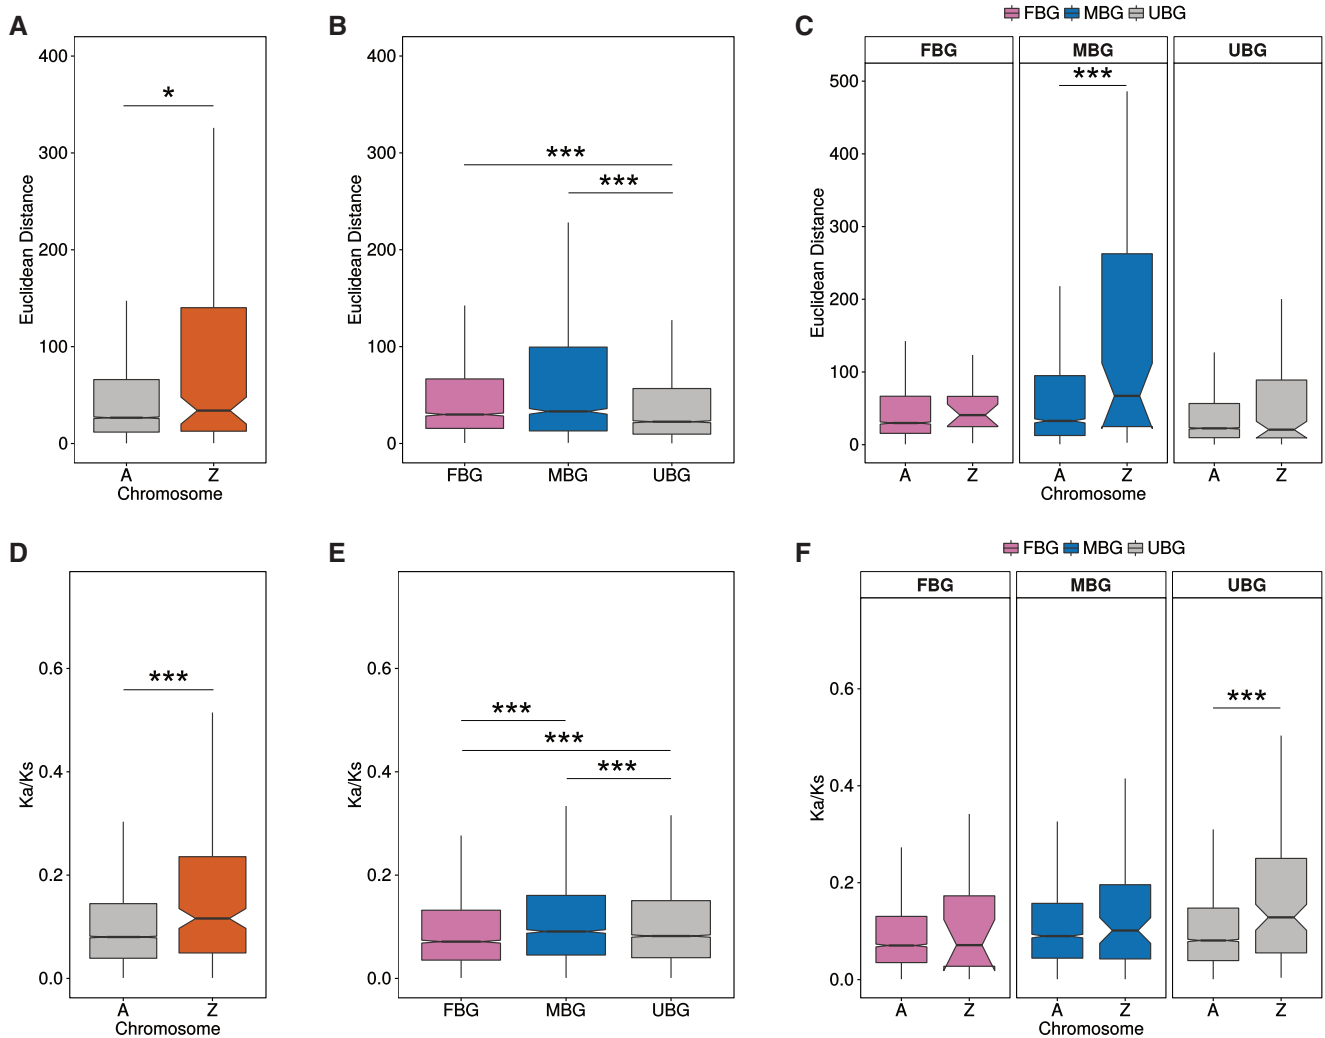 A
400
300
200
100
0
Euclidean Distance
*
A Z
Chromosome
B
400
300
200
100
0
Euclidean Distance
***
***
FBG MBG UBG
C
FBG MBG UBG
FBG MBG UBG
500
400
300
200
100
0
Euclidean Distance
***
A Z A Z A Z
Chromosome
D
0.6
0.4
0.2
0.0
Ka/Ks
***
A Z
Chromosome
E
0.6
0.4
0.2
0.0
Ka/Ks
***
***
***
FBG MBG UBG
F
FBG MBG UBG
FBG MBG UBG
0.6
0.4
0.2
0.0
Ka/Ks
***
A Z A Z A Z
Chromosome